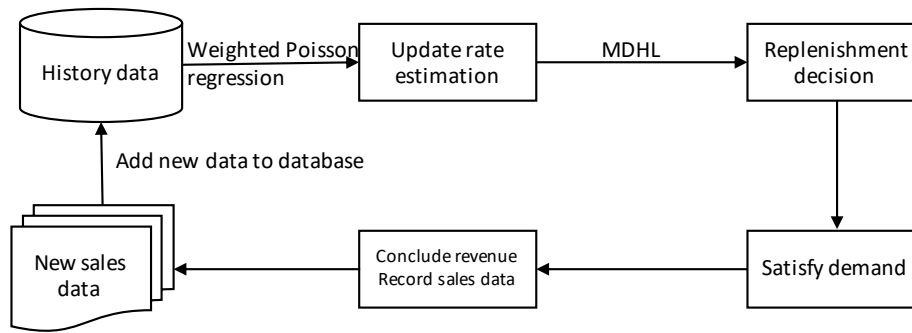 History data
Weighted Poisson
regression
Update rate
estimation
MDHL
Replenishment
decision
Add new data to database
New sales
data
Conclude revenue
Record sales data
Satisfy demand